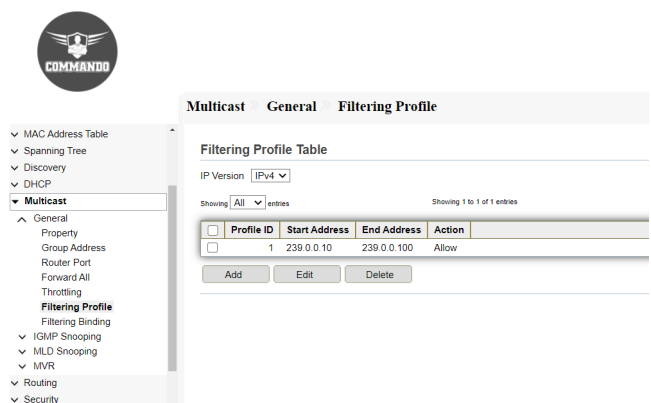 COMMANDO
Multicast » General » Filtering Profile
MAC Address Table
Spanning Tree
Discovery
DHCP
Multicast
General
Property
Group Address
Router Port
Forward All
Throttling
Filtering Profile
Filtering Binding
IGMP Snooping
MLD Snooping
MVR
Routing
Security
Filtering Profile Table
IP Version IPv4
Showing All entries Showing 1 to 1 of 1 entries
Profile ID Start Address End Address Action
1 239.0.0.10 239.0.0.100 Allow
Add Edit Delete